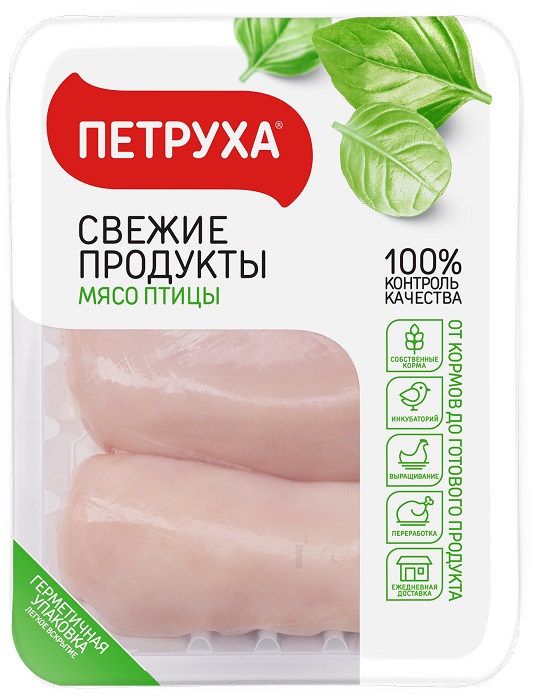 ПЕТРУХА®
СВЕЖИЕ
ПРОДУКТЫ
МЯСО ПТИЦЫ
100%
КОНТРОЛЬ
КАЧЕСТВА
ОТ КОРМОВ ДО ГОТОВОГО ПРОДУКТА
СОБСТВЕННЫЕ
КОРМА
ИНКУБАТОРИЙ
ВЫРАЩИВАНИЕ
ПЕРЕРАБОТКА
ЕЖЕДНЕВНАЯ
ДОСТАВКА
ГЕРМЕТИЧНАЯ
УПАКОВКА
ЛЕГКОЕ ВСКРЫТИЕ